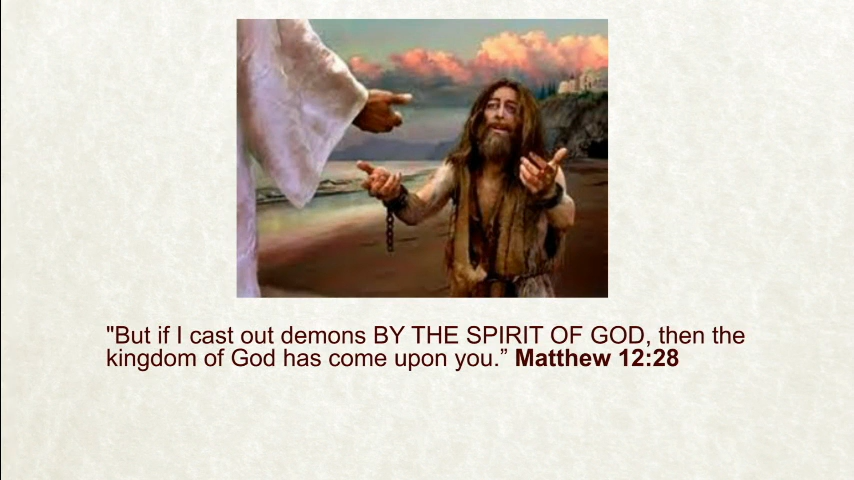 "But if I cast out demons BY THE SPIRIT OF GOD, then the
kingdom of God has come upon you.” Matthew 12:28